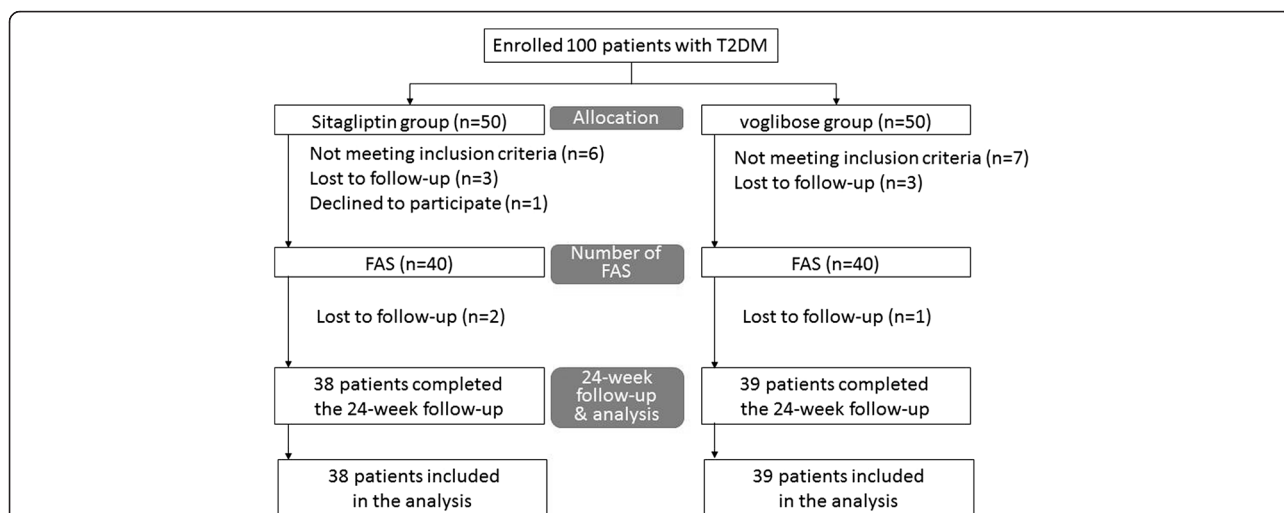 Enrolled 100 patients with T2DM
Sitagliptin group (n=50)
Allocation
voglibose group (n=50)
Not meeting inclusion criteria (n=6)
Lost to follow-up (n=3)
Declined to participate (n=1)
Not meeting inclusion criteria (n=7)
Lost to follow-up (n=3)
FAS (n=40)
Number of
FAS
FAS (n=40)
Lost to follow-up (n=2)
Lost to follow-up (n=1)
38 patients completed
the 24-week follow-up
24-week
follow-up
& analysis
39 patients completed
the 24-week follow-up
38 patients included
in the analysis
39 patients included
in the analysis